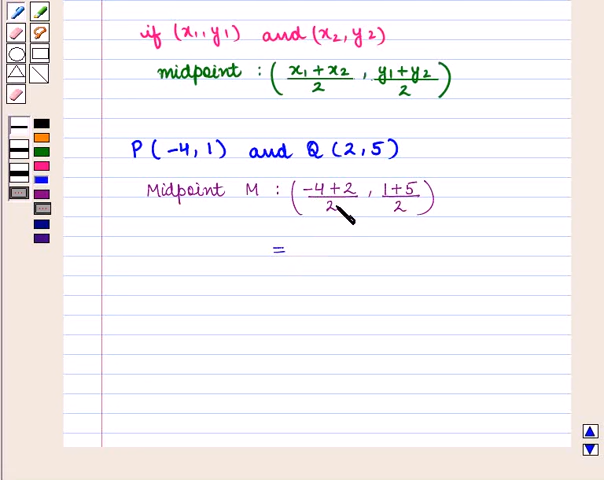 if (x1, y1) and (x2, y2)
midpoint : ( x1 + x2 / 2 , y1 + y2 / 2 )
P (-4, 1) and Q (2, 5)
Midpoint M : ( -4 + 2 / 2 , 1 + 5 / 2 )
=